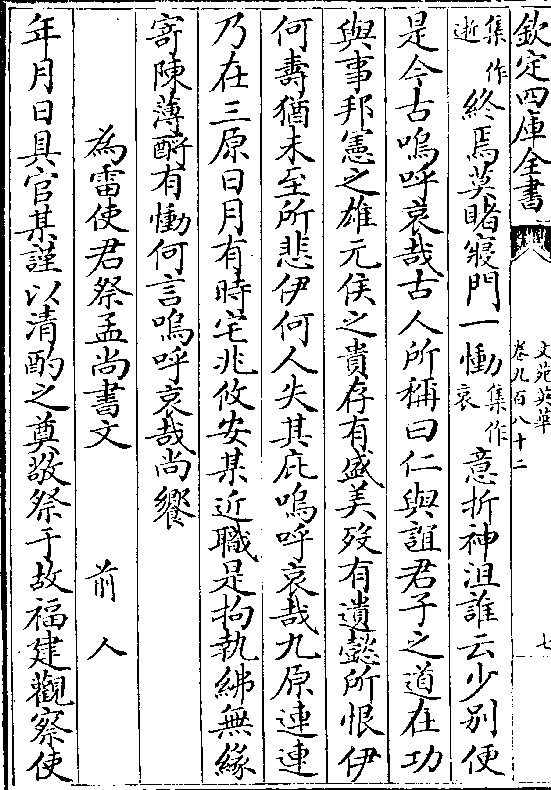 欽定四庫全書
文苑英華
卷九百八十二
七
集作逝終焉莫睹寢門一慟集作哀意折神沮誰云少別便
是今古嗚呼哀哉古人所稱曰仁與誼君子之道在功
與事邦憲之雄元侯之貴存有盛美歿有遺懿所恨伊
何壽猶未至所悲伊何人失其庇嗚呼哀哉九原連連
乃在三原日月有時宅兆攸安某近職是拘執紼無緣
寄陳薄酹有慟何言嗚呼哀哉尚饗
為雷使君祭孟尚書文 前人
年月日具官某謹以清酌之奠敬祭于故福建觀察使